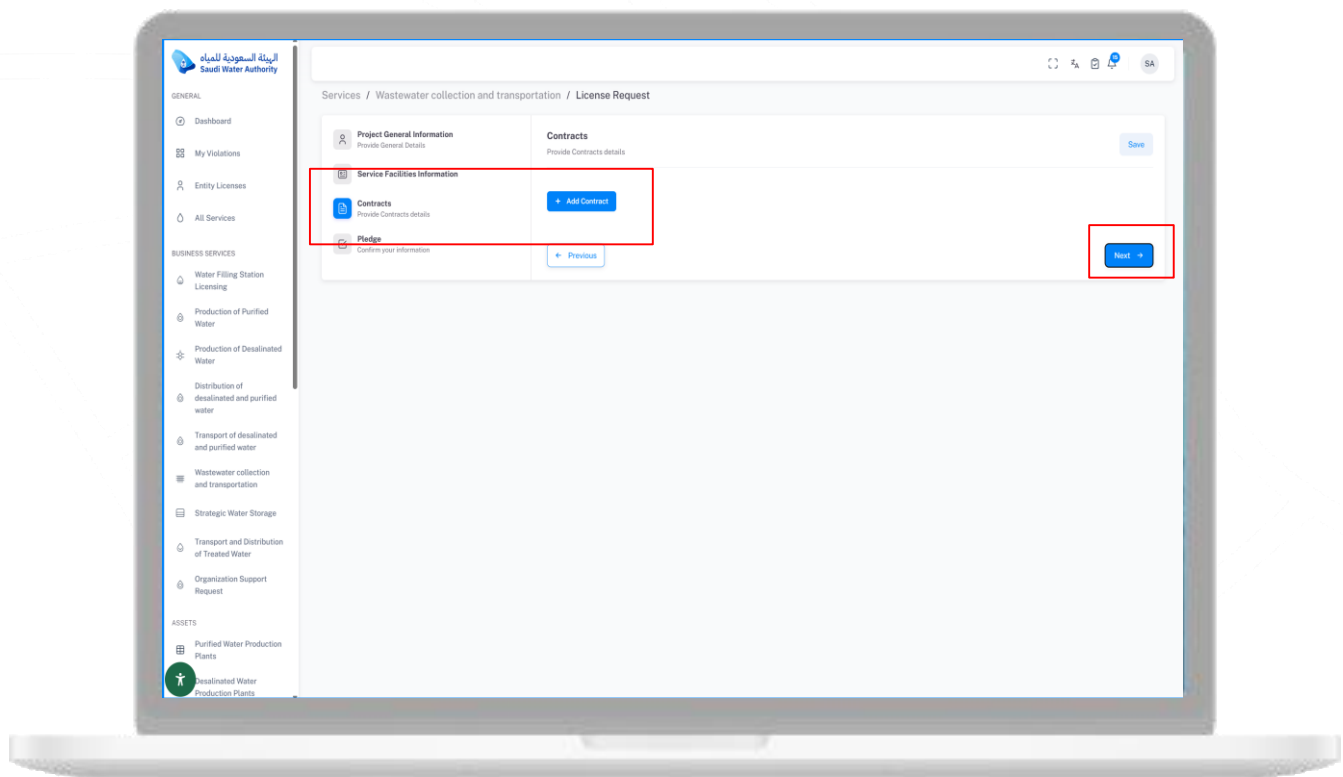 الهيئة السعودية للمياه
Saudi Water Authority
SA
GENERAL
Dashboard
My Violations
Entity Licenses
All Services
BUSINESS SERVICES
Water Filling Station
Licensing
Production of Purified
Water
Production of Desalinated
Water
Distribution of
desalinated and purified
water
Transport of desalinated
and purified water
Wastewater collection
and transportation
Strategic Water Storage
Transport and Distribution
of Treated Water
Organization Support
Request
ASSETS
Purified Water Production
Plants
Desalinated Water
Production Plants
Services / Wastewater collection and transportation / License Request
Project General Information
Provide General Details
Service Facilities Information
Contracts
Provide Contracts details
Pledge
Confirm your information
Contracts
Provide Contracts details
Save
+ Add Contract
← Previous
Next →